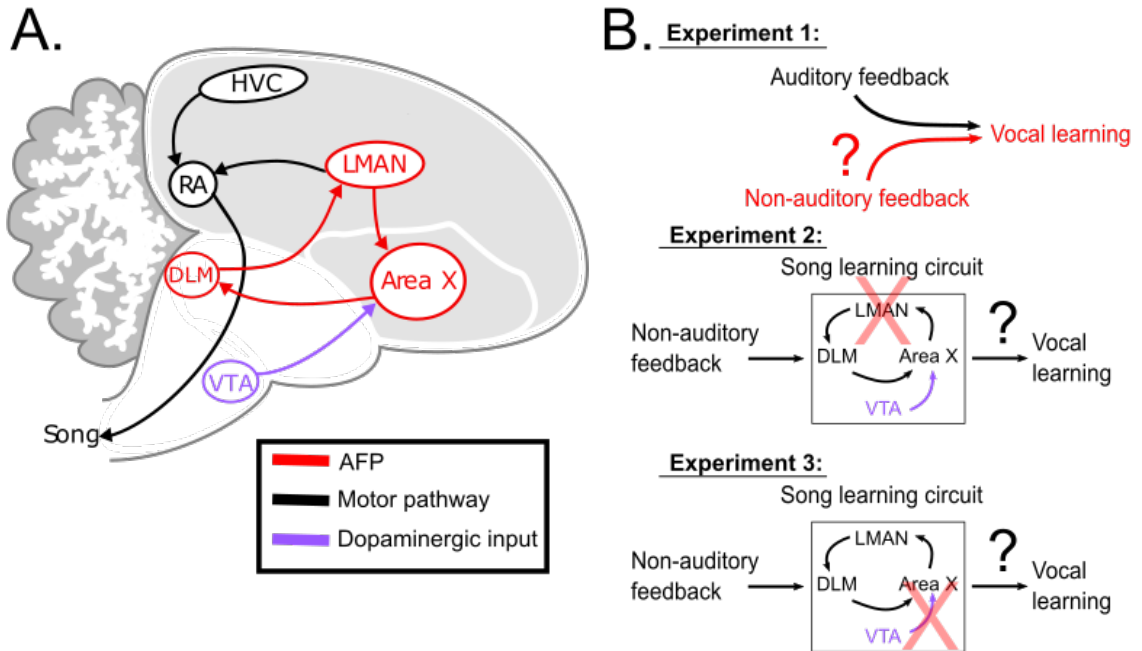 A.
HVC
RA
LMAN
DLM
Area X
VTA
Song
AFP
Motor pathway
Dopaminergic input
B.
Experiment 1:
Auditory feedback
Vocal learning
?
Non-auditory feedback
Experiment 2:
Song learning circuit
LMAN
?
Non-auditory
feedback
DLM
Area X
Vocal
learning
VTA
Experiment 3:
Song learning circuit
LMAN
?
Non-auditory
feedback
DLM
Area X
Vocal
learning
VTA